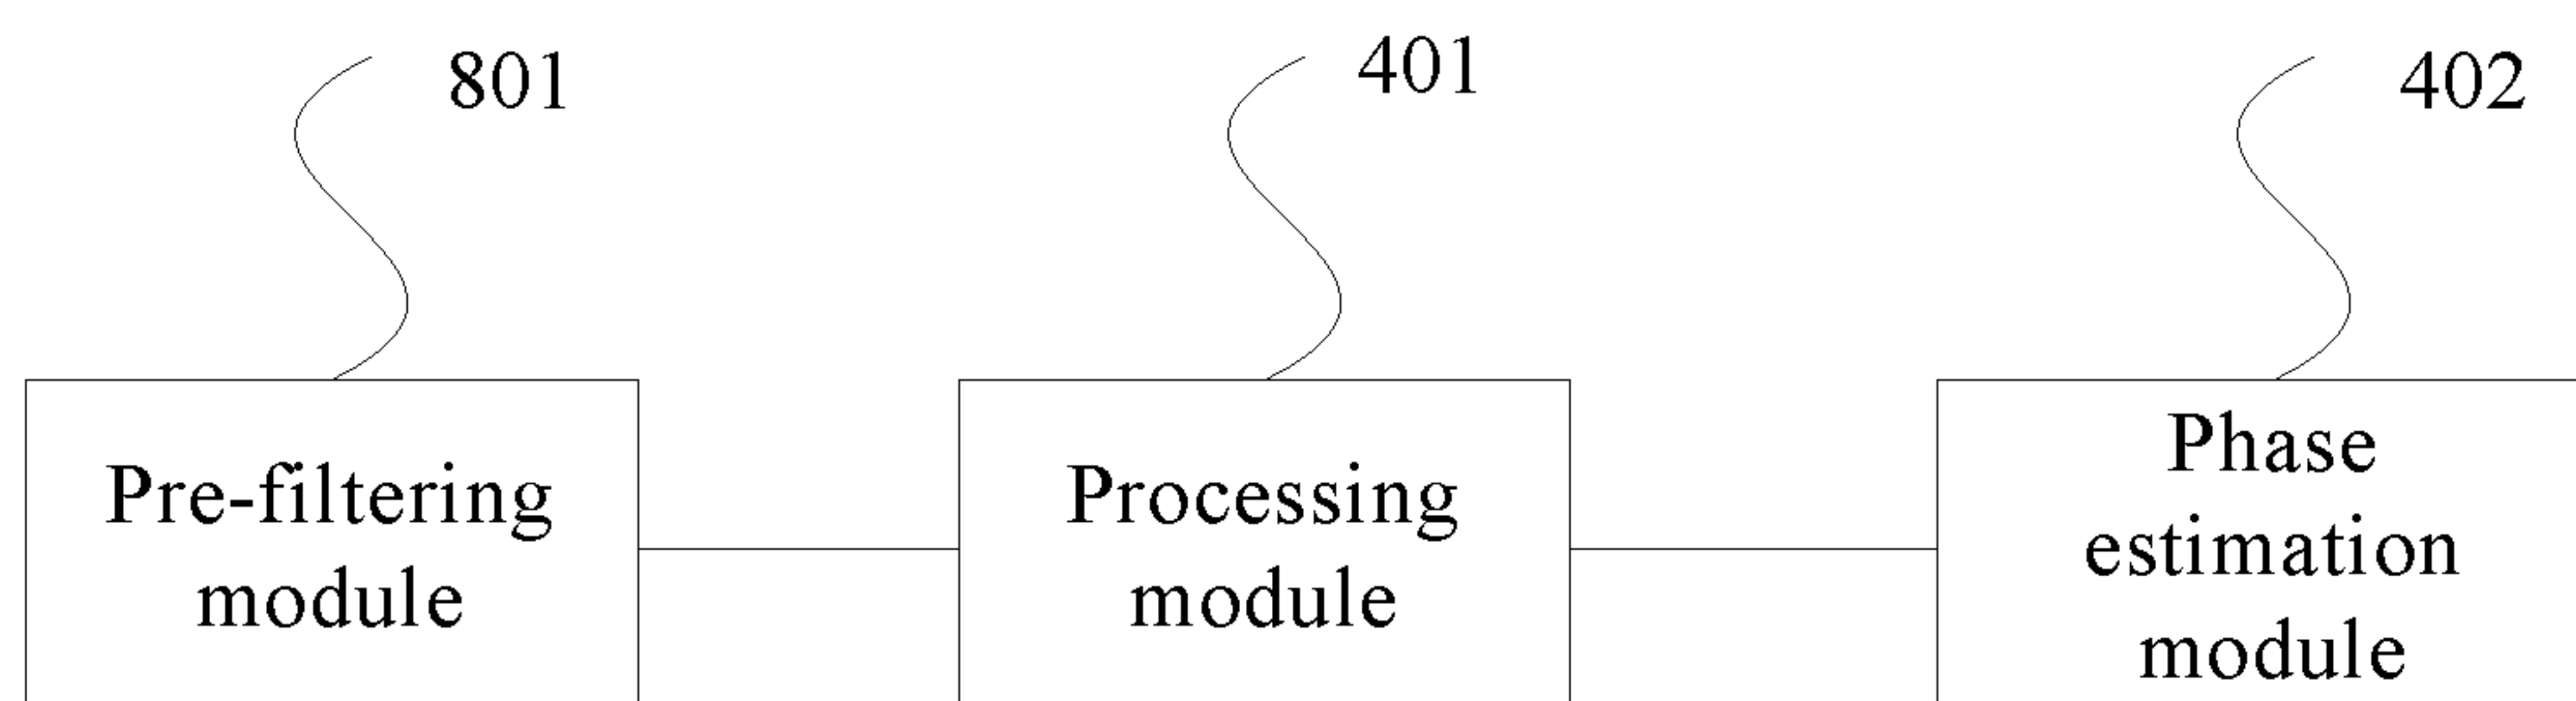 801
401
402
Pre-filtering
module
Processing
module
Phase
estimation
module